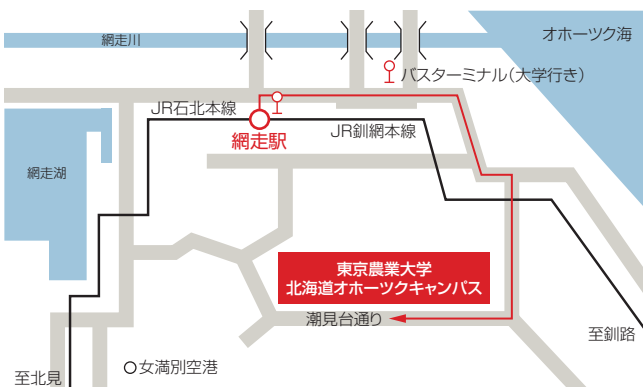 網走川
オホーツク海
バスターミナル(大学行き)
JR石北本線
JR釧網本線
網走駅
網走湖
東京農業大学
北海道オホーツクキャンパス
潮見台通り
至釧路
女満別空港
至北見